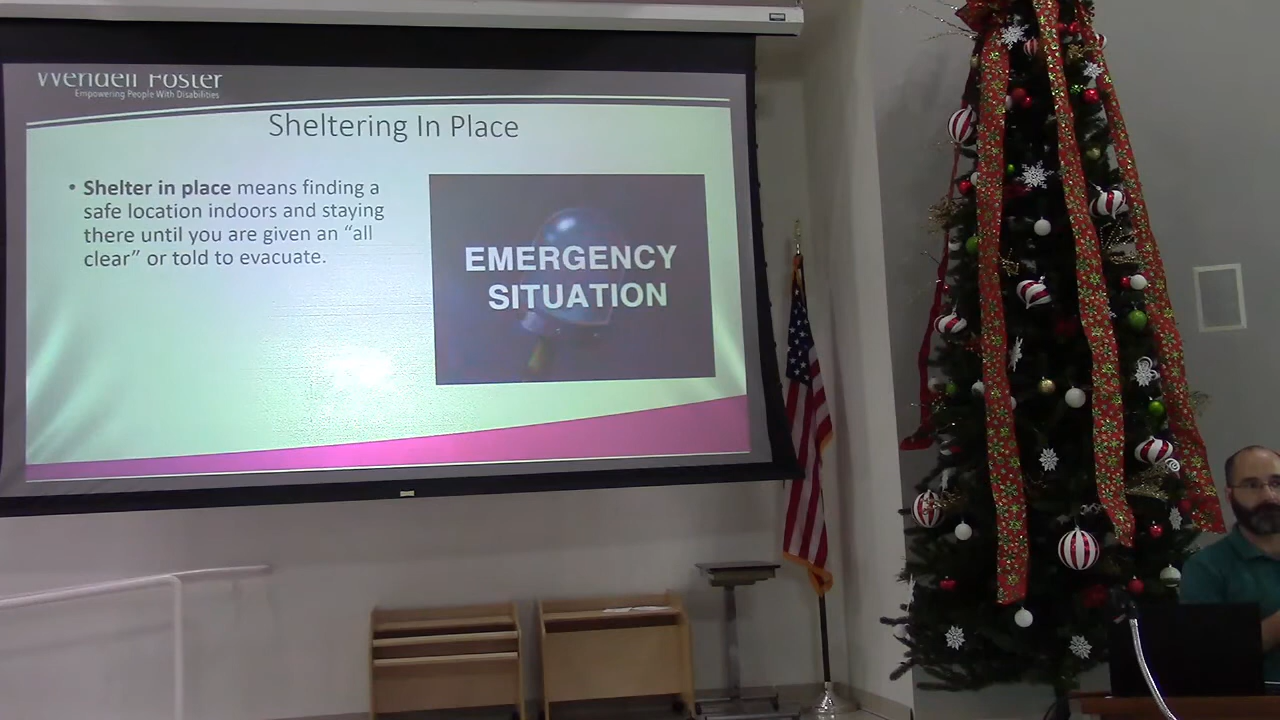 Wendell Foster
Empowering People With Disabilities
Sheltering In Place
• Shelter in place means finding a
safe location indoors and staying
there until you are given an “all
clear” or told to evacuate.
EMERGENCY
SITUATION